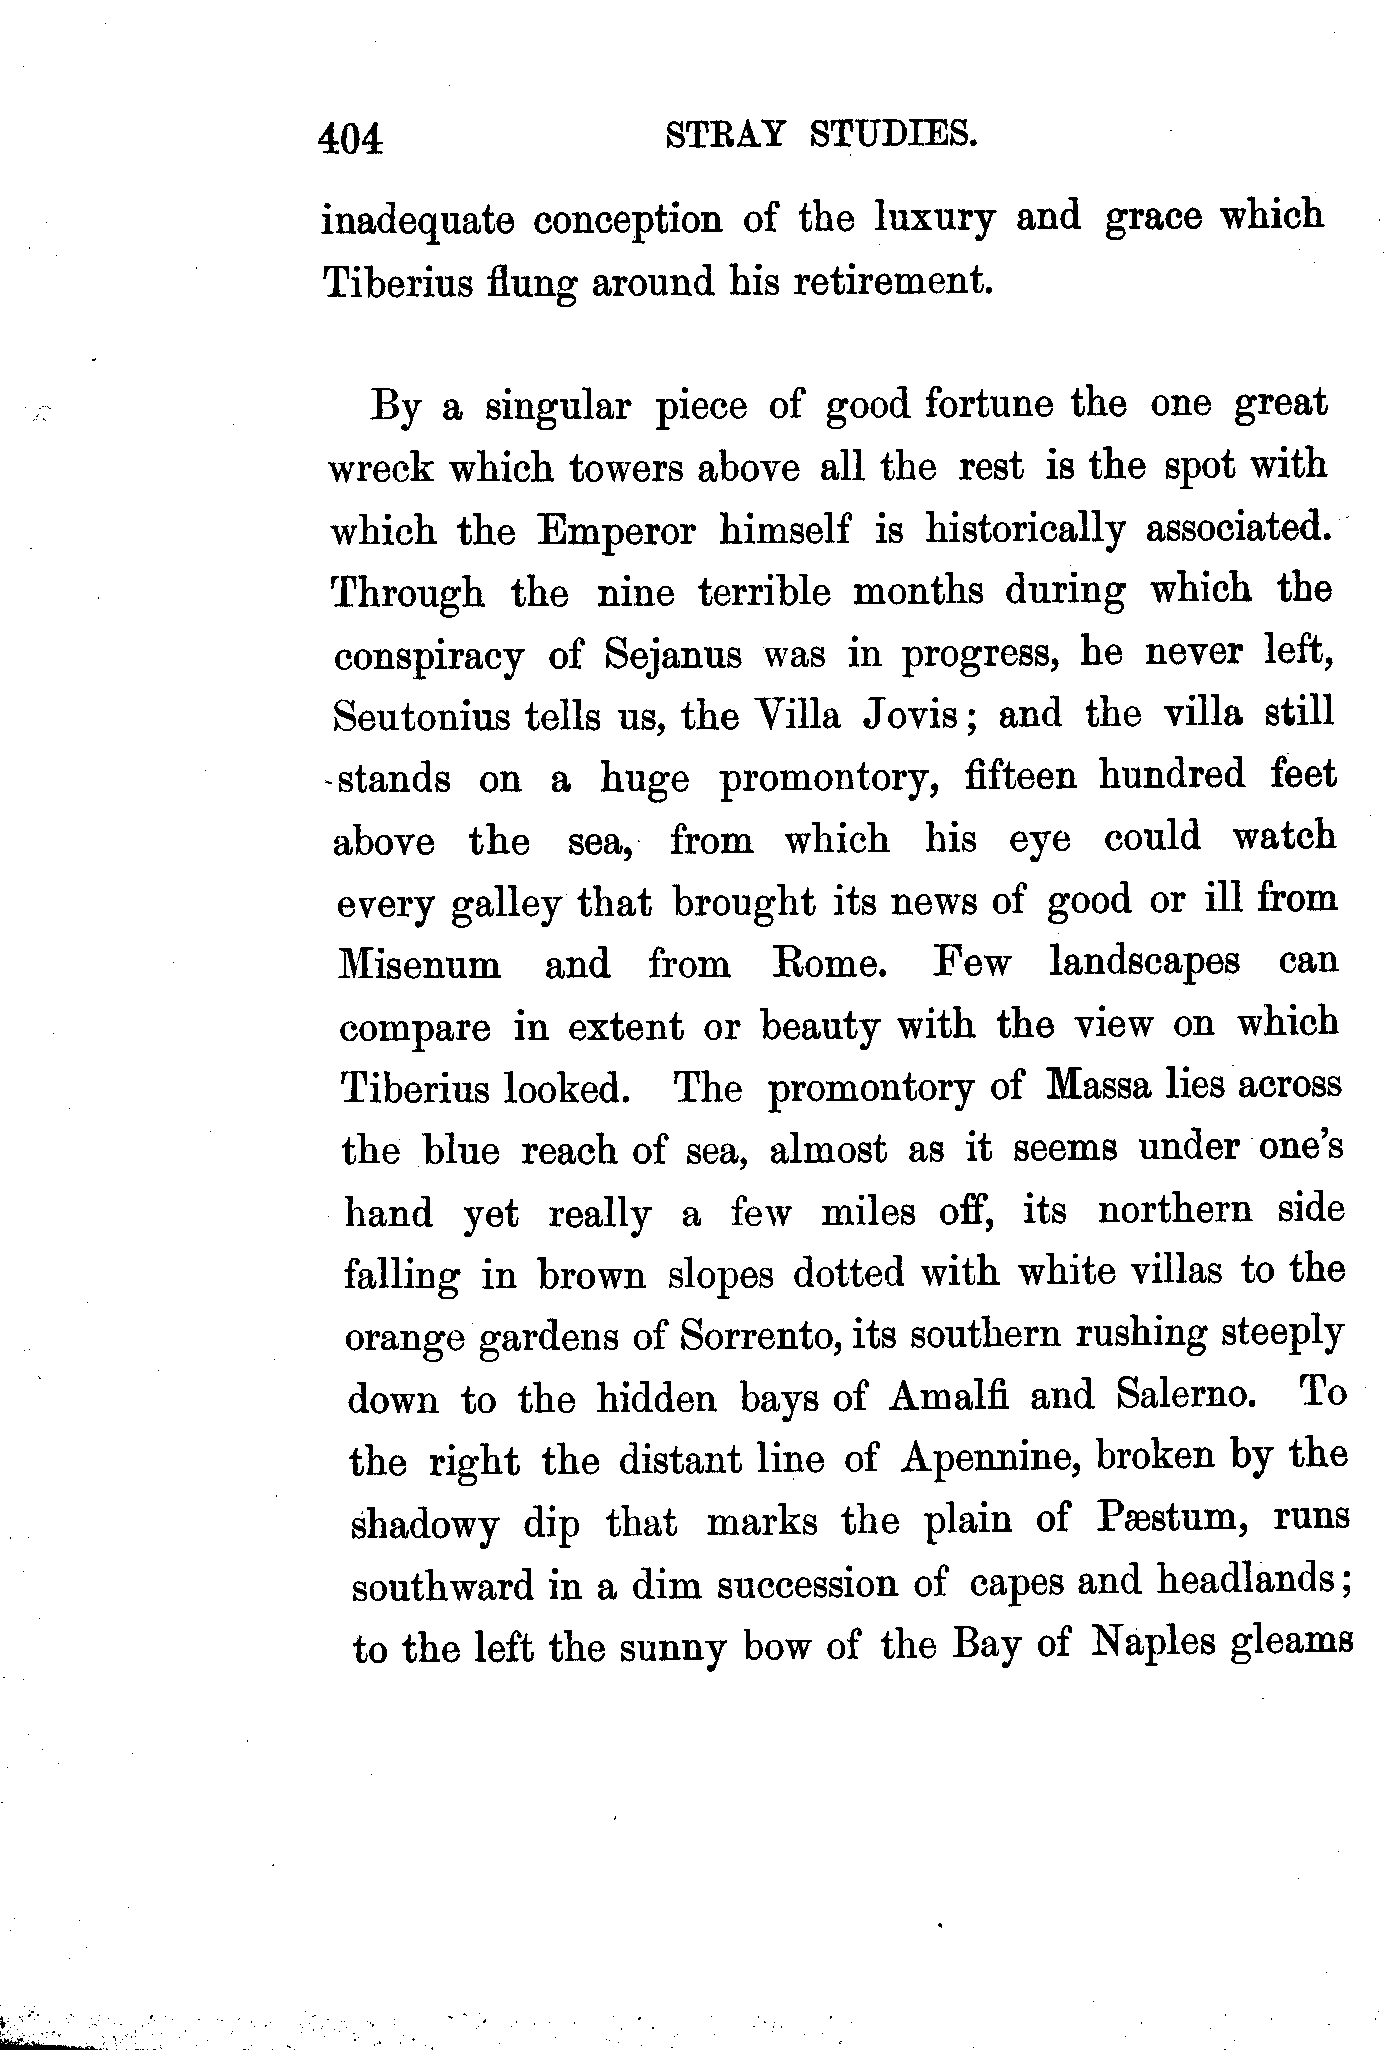 404 STRAY STUDIES.
inadequate conception of the luxury and grace which
Tiberius flung around his retirement.
By a singular piece of good fortune the one great
wreck which towers above all the rest is the spot with
which the Emperor himself is historically associated.
Through the nine terrible months during which the
conspiracy of Sejanus was in progress, he never left,
Seutonius tells us, the Villa Jovis; and the villa still
stands on a huge promontory, fifteen hundred feet
above the sea, from which his eye could watch
every galley that brought its news of good or ill from
Misenum and from Rome. Few landscapes can
compare in extent or beauty with the view on which
Tiberius looked. The promontory of Massa lies across
the blue reach of sea, almost as it seems under one's
hand yet really a few miles off, its northern side
falling in brown slopes dotted with white villas to the
orange gardens of Sorrento, its southern rushing steeply
down to the hidden bays of Amalfi and Salerno. To
the right the distant line of Apennine, broken by the
shadowy dip that marks the plain of Pæstum, runs
southward in a dim succession of capes and headlands;
to the left the sunny bow of the Bay of Naples gleams